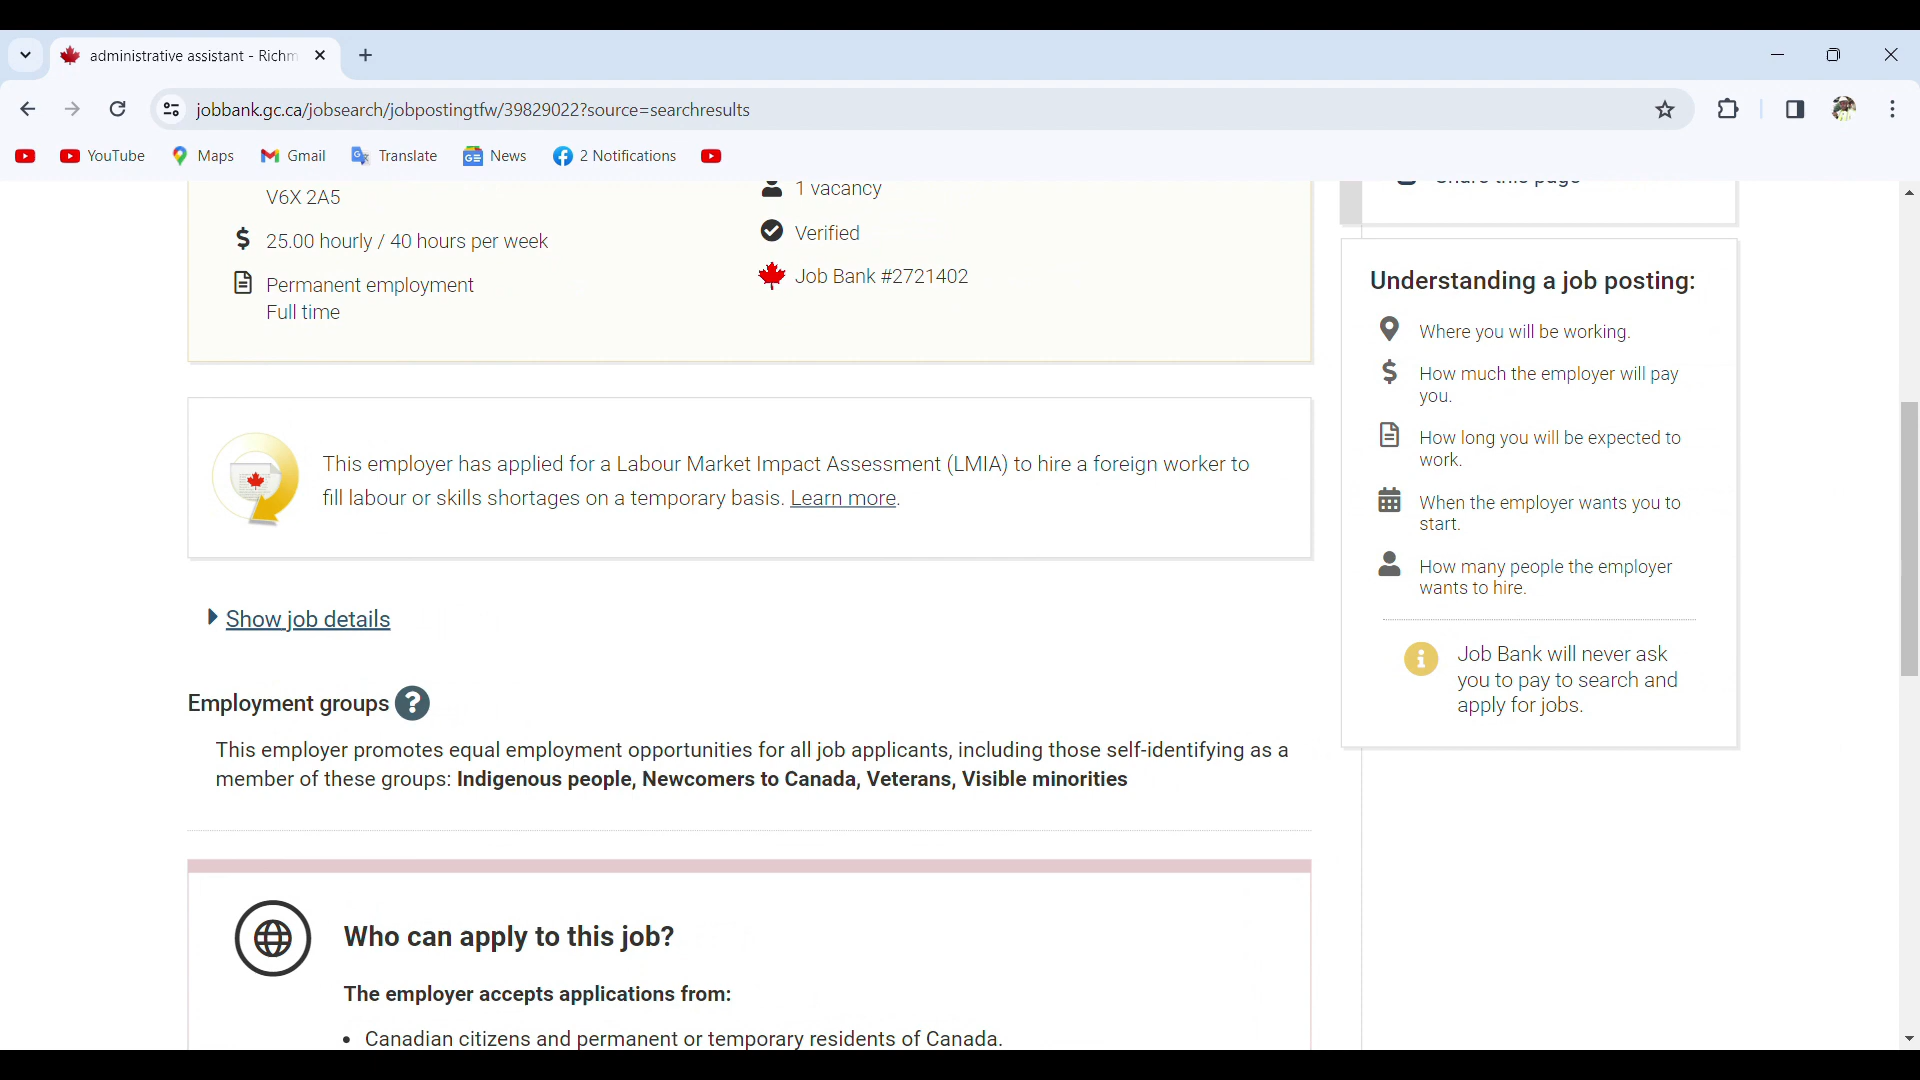 administrative assistant - Richm
jobbank.gc.ca/jobsearch/jobpostingtfw/39829022?source=searchresults
YouTube
Maps
Gmail
Translate
News
2 Notifications
V6X 2A5
$ 25.00 hourly / 40 hours per week
Permanent employment
Full time
1 vacancy
Verified
Job Bank #2721402
This employer has applied for a Labour Market Impact Assessment (LMIA) to hire a foreign worker to
fill labour or skills shortages on a temporary basis. Learn more.
Show job details
Employment groups ?
This employer promotes equal employment opportunities for all job applicants, including those self-identifying as a
member of these groups: Indigenous people, Newcomers to Canada, Veterans, Visible minorities
Who can apply to this job?
The employer accepts applications from:
• Canadian citizens and permanent or temporary residents of Canada.
Share this page
Understanding a job posting:
Where you will be working.
$ How much the employer will pay
you.
How long you will be expected to
work.
When the employer wants you to
start.
How many people the employer
wants to hire.
Job Bank will never ask
you to pay to search and
apply for jobs.